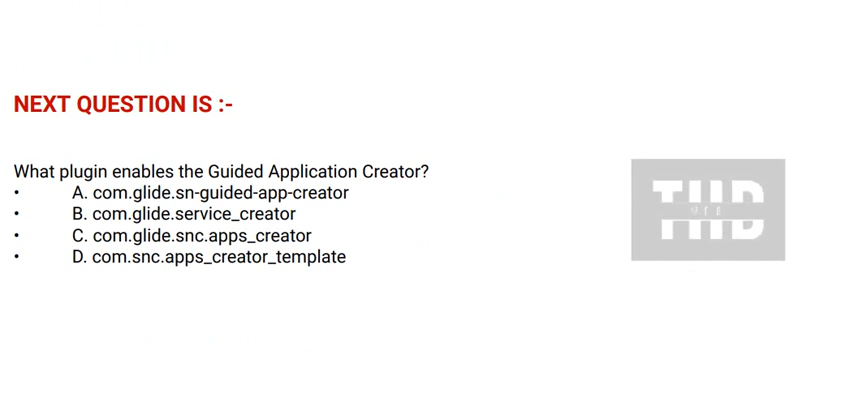 NEXT QUESTION IS :-
What plugin enables the Guided Application Creator?
• A. com.glide.sn-guided-app-creator
• B. com.glide.service_creator
• C. com.glide.snc.apps_creator
• D. com.snc.apps_creator_template
THD